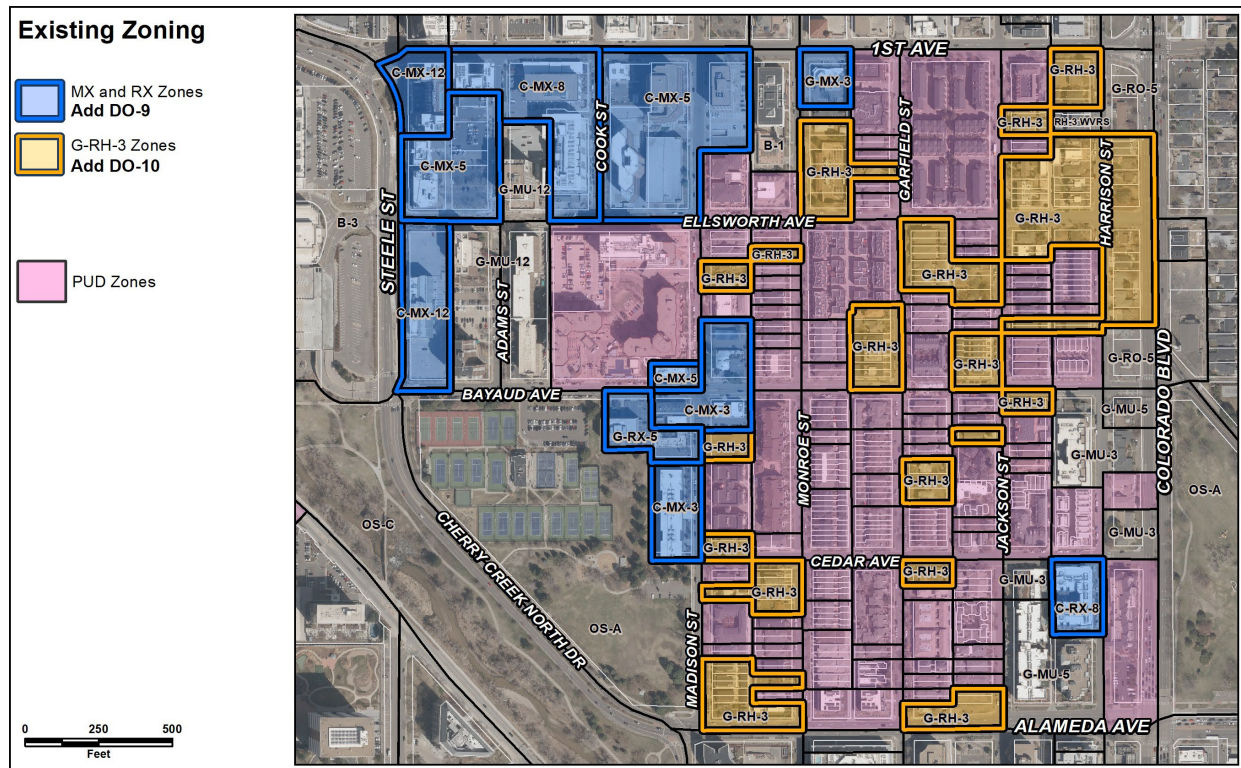 Existing Zoning
MX and RX Zones
Add DO-9
G-RH-3 Zones
Add DO-10
PUD Zones
0 250 500
Feet
1ST AVE
C-MX-12
C-MX-8
C-MX-5
G-MX-3
G-RH-3
G-RO-5
G-RH-3
RH-3 WVRS
B-1
COOK ST
GARFIELD ST
HARRISON ST
C-MX-5
G-MU-12
G-RH-3
B-3
STEELE ST
ELLSWORTH AVE
G-RH-3
G-MU-12
G-RH-3
G-RH-3
G-RH-3
C-MX-12
ADAMS ST
G-RH-3
G-RH-3
G-RO-5
COLORADO BLVD
C-MX-5
BAYAUD AVE
C-MX-3
G-RH-3
G-MU-5
G-RX-5
G-RH-3
MONROE ST
G-MU-3
JACKSON ST
G-RH-3
OS-A
C-MX-3
OS-C
CHERRY CREEK NORTH DR
G-MU-3
G-RH-3
CEDAR AVE
G-RH-3
G-MU-3
G-RH-3
C-RX-8
OS-A
MADISON ST
G-MU-5
G-RH-3
G-RH-3
ALAMEDA AVE